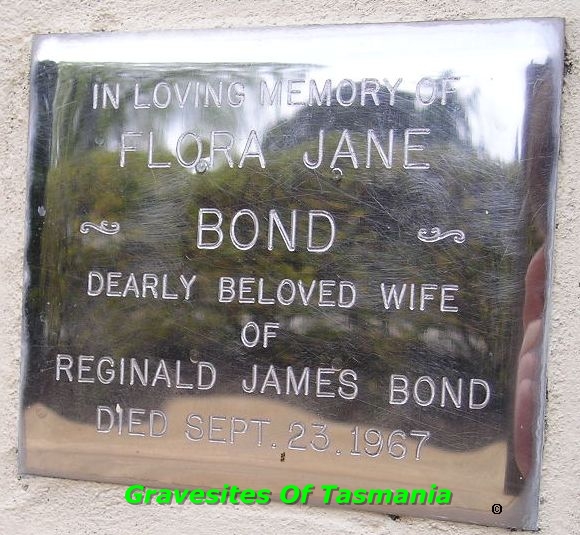 IN LOVING MEMORY OF
FLORA JANE
BOND
DEARLY BELOVED WIFE
OF
REGINALD JAMES BOND
DIED SEPT. 23. 1967
Gravesites Of Tasmania
©